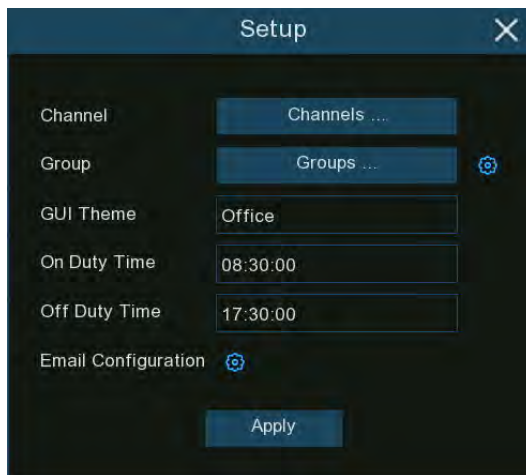 Setup
Channel Channels ...
Group Groups ...
GUI Theme Office
On Duty Time 08:30:00
Off Duty Time 17:30:00
Email Configuration
Apply